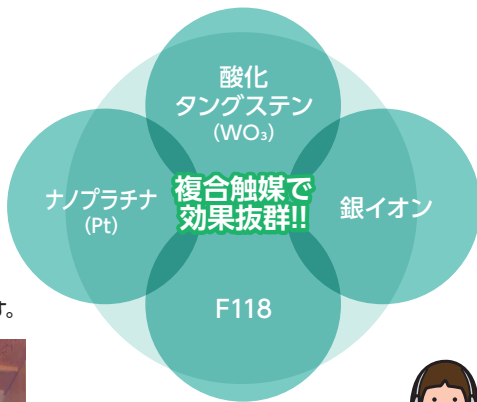 酸化
タングステン
(WO₃)
ナノプラチナ
(Pt)
複合触媒で
効果抜群!!
銀イオン
F118
す。